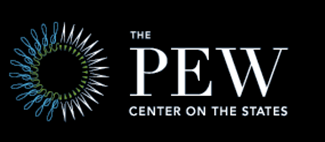 THE
PEW
CENTER ON THE STATES